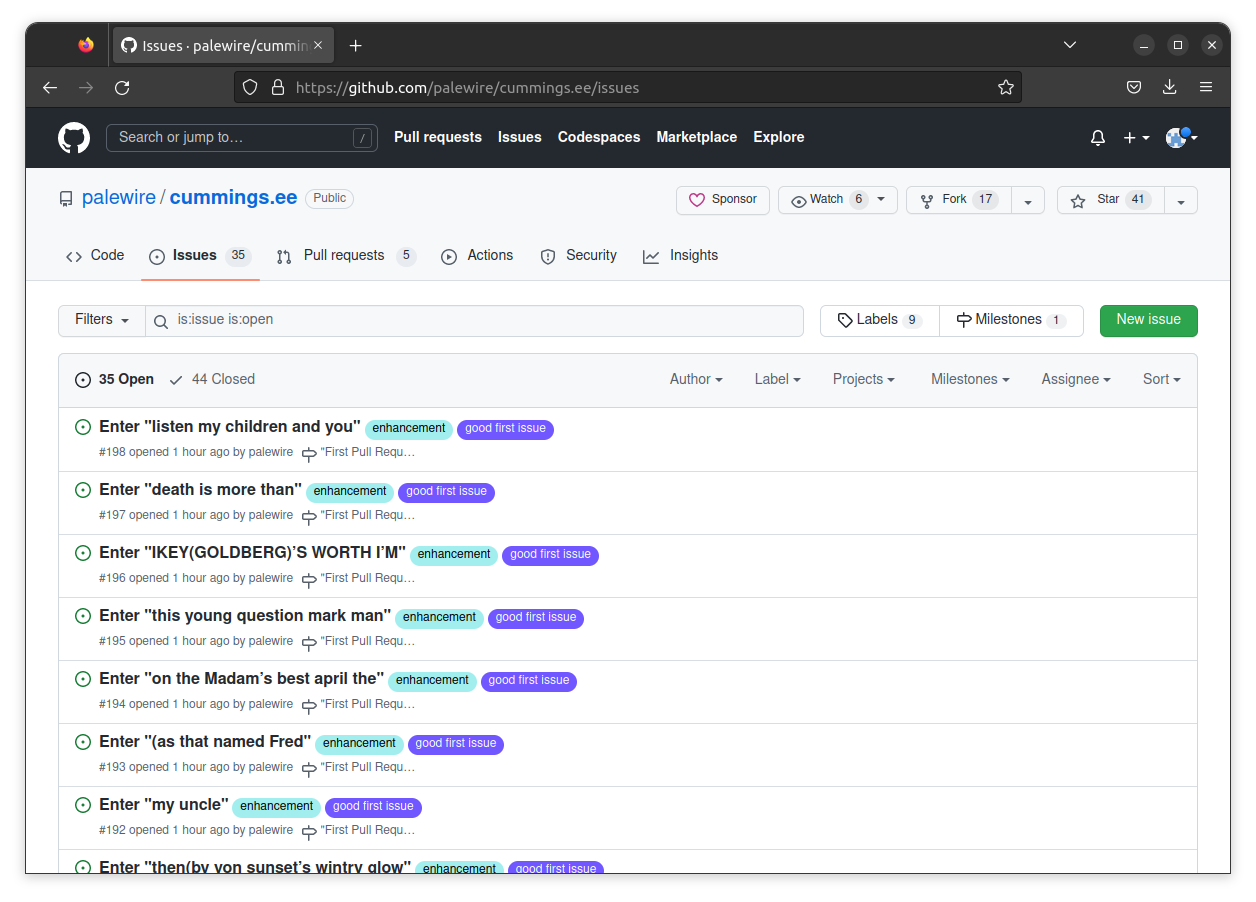 Issues · palewire/cummin
https://github.com/palewire/cummings.ee/issues
Search or jump to… / Pull requests Issues Codespaces Marketplace Explore
palewire / cummings.ee Public Sponsor Watch 6 Fork 17 Star 41
Code Issues 35 Pull requests 5 Actions Security Insights
Filters is:issue is:open Labels 9 Milestones 1 New issue
35 Open 44 Closed Author Label Projects Milestones Assignee Sort
Enter "listen my children and you" enhancement good first issue
#198 opened 1 hour ago by palewire "First Pull Requ…
Enter "death is more than" enhancement good first issue
#197 opened 1 hour ago by palewire "First Pull Requ…
Enter "IKEY(GOLDBERG)’S WORTH I’M" enhancement good first issue
#196 opened 1 hour ago by palewire "First Pull Requ…
Enter "this young question mark man" enhancement good first issue
#195 opened 1 hour ago by palewire "First Pull Requ…
Enter "on the Madam’s best april the" enhancement good first issue
#194 opened 1 hour ago by palewire "First Pull Requ…
Enter "(as that named Fred" enhancement good first issue
#193 opened 1 hour ago by palewire "First Pull Requ…
Enter "my uncle" enhancement good first issue
#192 opened 1 hour ago by palewire "First Pull Requ…
Enter "then(by yon sunset’s wintry glow" enhancement good first issue